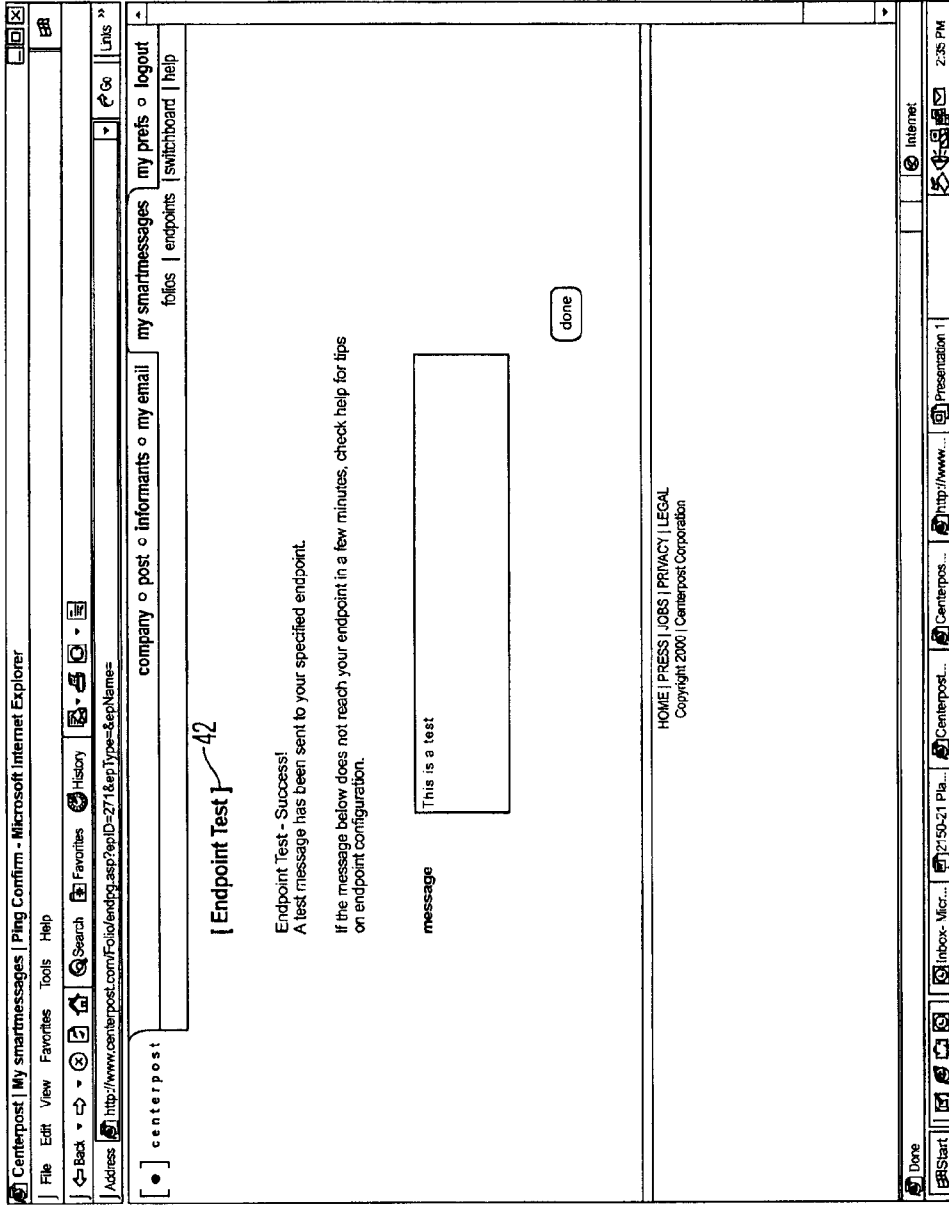 Centerpost | My smartmessages | Ping Confirm - Microsoft Internet Explorer
File Edit View Favorites Tools Help
Back Search Favorites History
Address http://www.centerpost.com/Folio/endpg.asp?epID=271&epType=&epName= Go Links »
[ • ] centerpost
company o post o informants o my email my smartmessages my prefs o logout
folios | endpoints | switchboard | help
[ Endpoint Test ] 42
Endpoint Test - Success!
A test message has been sent to your specified endpoint.
If the message below does not reach your endpoint in a few minutes, check help for tips
on endpoint configuration.
message This is a test
done
HOME | PRESS | JOBS | PRIVACY | LEGAL
Copyright 2000 | Centerpost Corporation
Done Internet
Start Inbox- Micr... 2150-21 Pla... Centerpost... Centerpos... http://www... Presentation 1 2:35 PM